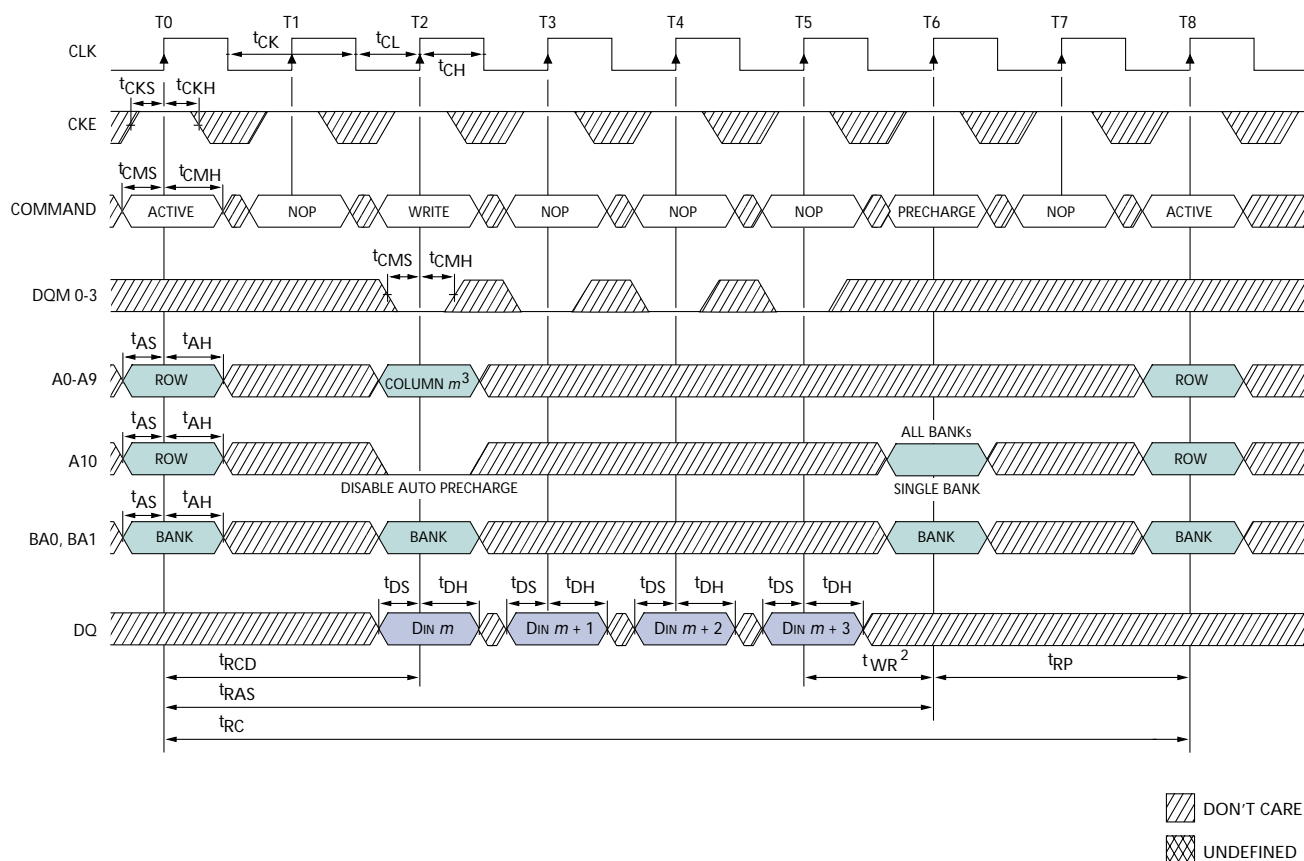 T0 T1 T2 T3 T4 T5 T6 T7 T8
CLK
tCK tCL
tCH
tCKS tCKH
CKE
tCMS tCMH
COMMAND ACTIVE NOP WRITE NOP NOP NOP PRECHARGE NOP ACTIVE
tCMS tCMH
DQM 0-3
tAS tAH
A0-A9 ROW COLUMN m³ ROW
tAS tAH ALL BANKs
A10 ROW ROW
DISABLE AUTO PRECHARGE SINGLE BANK
tAS tAH
BA0, BA1 BANK BANK BANK BANK
tDS tDH tDS tDH tDS tDH tDS tDH
DQ DIN m DIN m + 1 DIN m + 2 DIN m + 3
tRCD tWR² tRP
tRAS
tRC
DON'T CARE
UNDEFINED